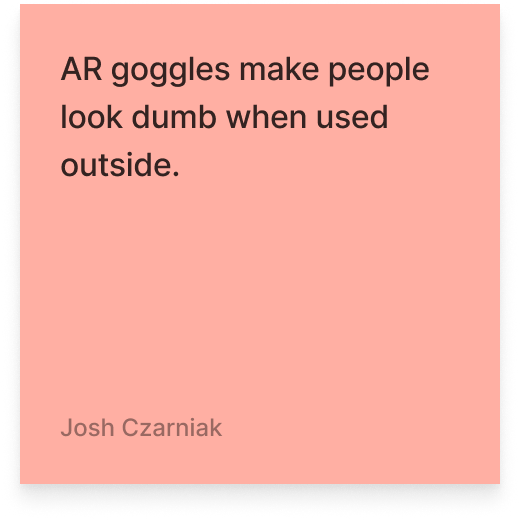 AR goggles make people
look dumb when used
outside.
Josh Czarniak